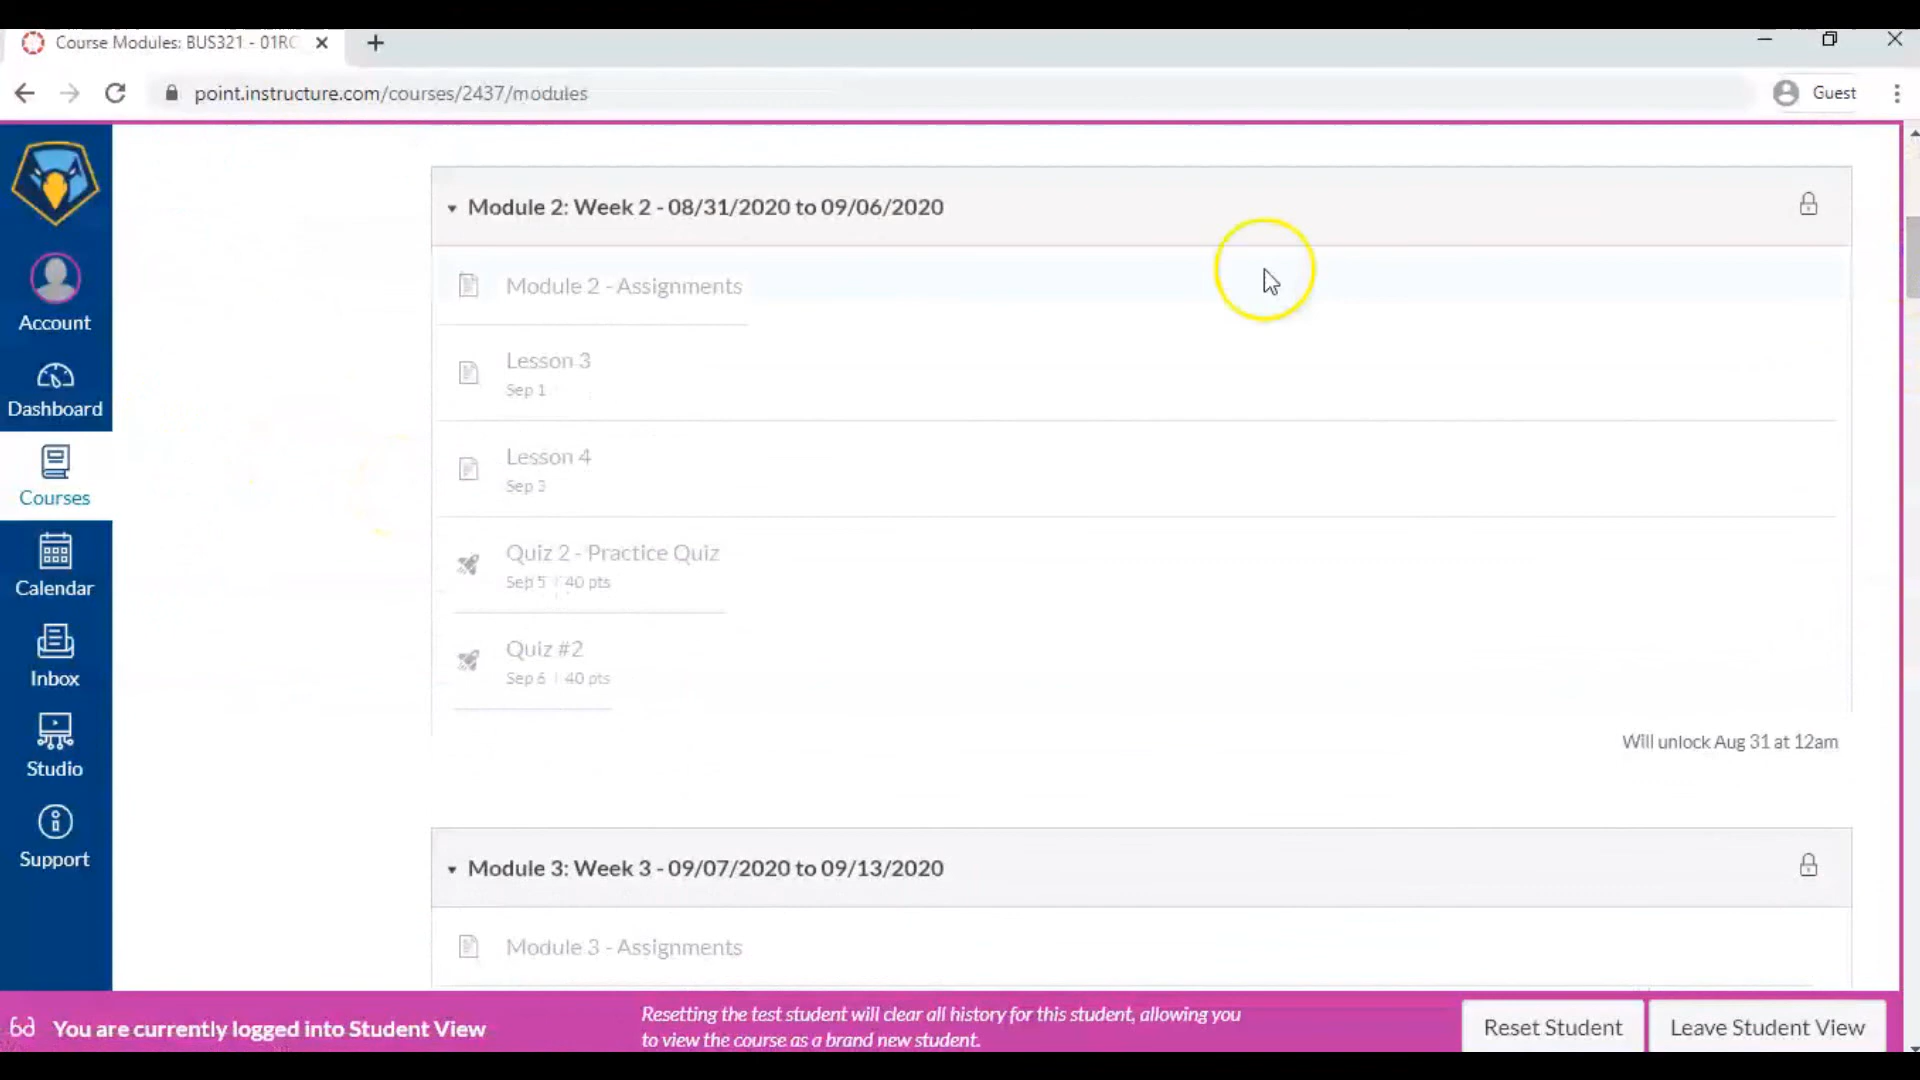 Course Modules: BUS321 - 01RC
point.instructure.com/courses/2437/modules
Guest
Module 2: Week 2 - 08/31/2020 to 09/06/2020
Module 2 - Assignments
Account
Lesson 3
Sep 1
Dashboard
Lesson 4
Sep 3
Courses
Quiz 2 - Practice Quiz
Sep 5 | 40 pts
Calendar
Quiz #2
Sep 6 | 40 pts
Inbox
Will unlock Aug 31 at 12am
Studio
Support
Module 3: Week 3 - 09/07/2020 to 09/13/2020
Module 3 - Assignments
You are currently logged into Student View
Resetting the test student will clear all history for this student, allowing you
to view the course as a brand new student.
Reset Student
Leave Student View